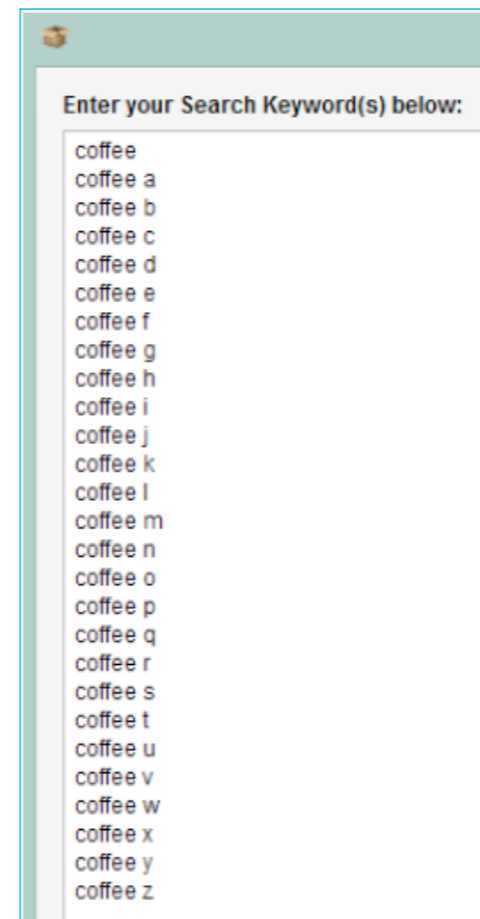 Enter your Search Keyword(s) below:
coffee
coffee a
coffee b
coffee c
coffee d
coffee e
coffee f
coffee g
coffee h
coffee i
coffee j
coffee k
coffee l
coffee m
coffee n
coffee o
coffee p
coffee q
coffee r
coffee s
coffee t
coffee u
coffee v
coffee w
coffee x
coffee y
coffee z